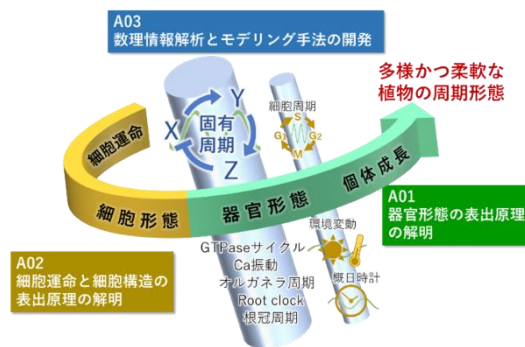 A03
数理情報解析とモデリング手法の開発
多様かつ柔軟な
植物の周期形態
細胞周期
S
G₁
G₂
M
X
Y
Z
固有
周期
細胞運命
細胞形態
器官形態
個体成長
A01
器官形態の表出原理
の解明
環境変動
A02
細胞運命と細胞構造の
表出原理の解明
GTPaseサイクル
Ca振動
オルガネラ周期
Root clock
根冠周期
概日時計